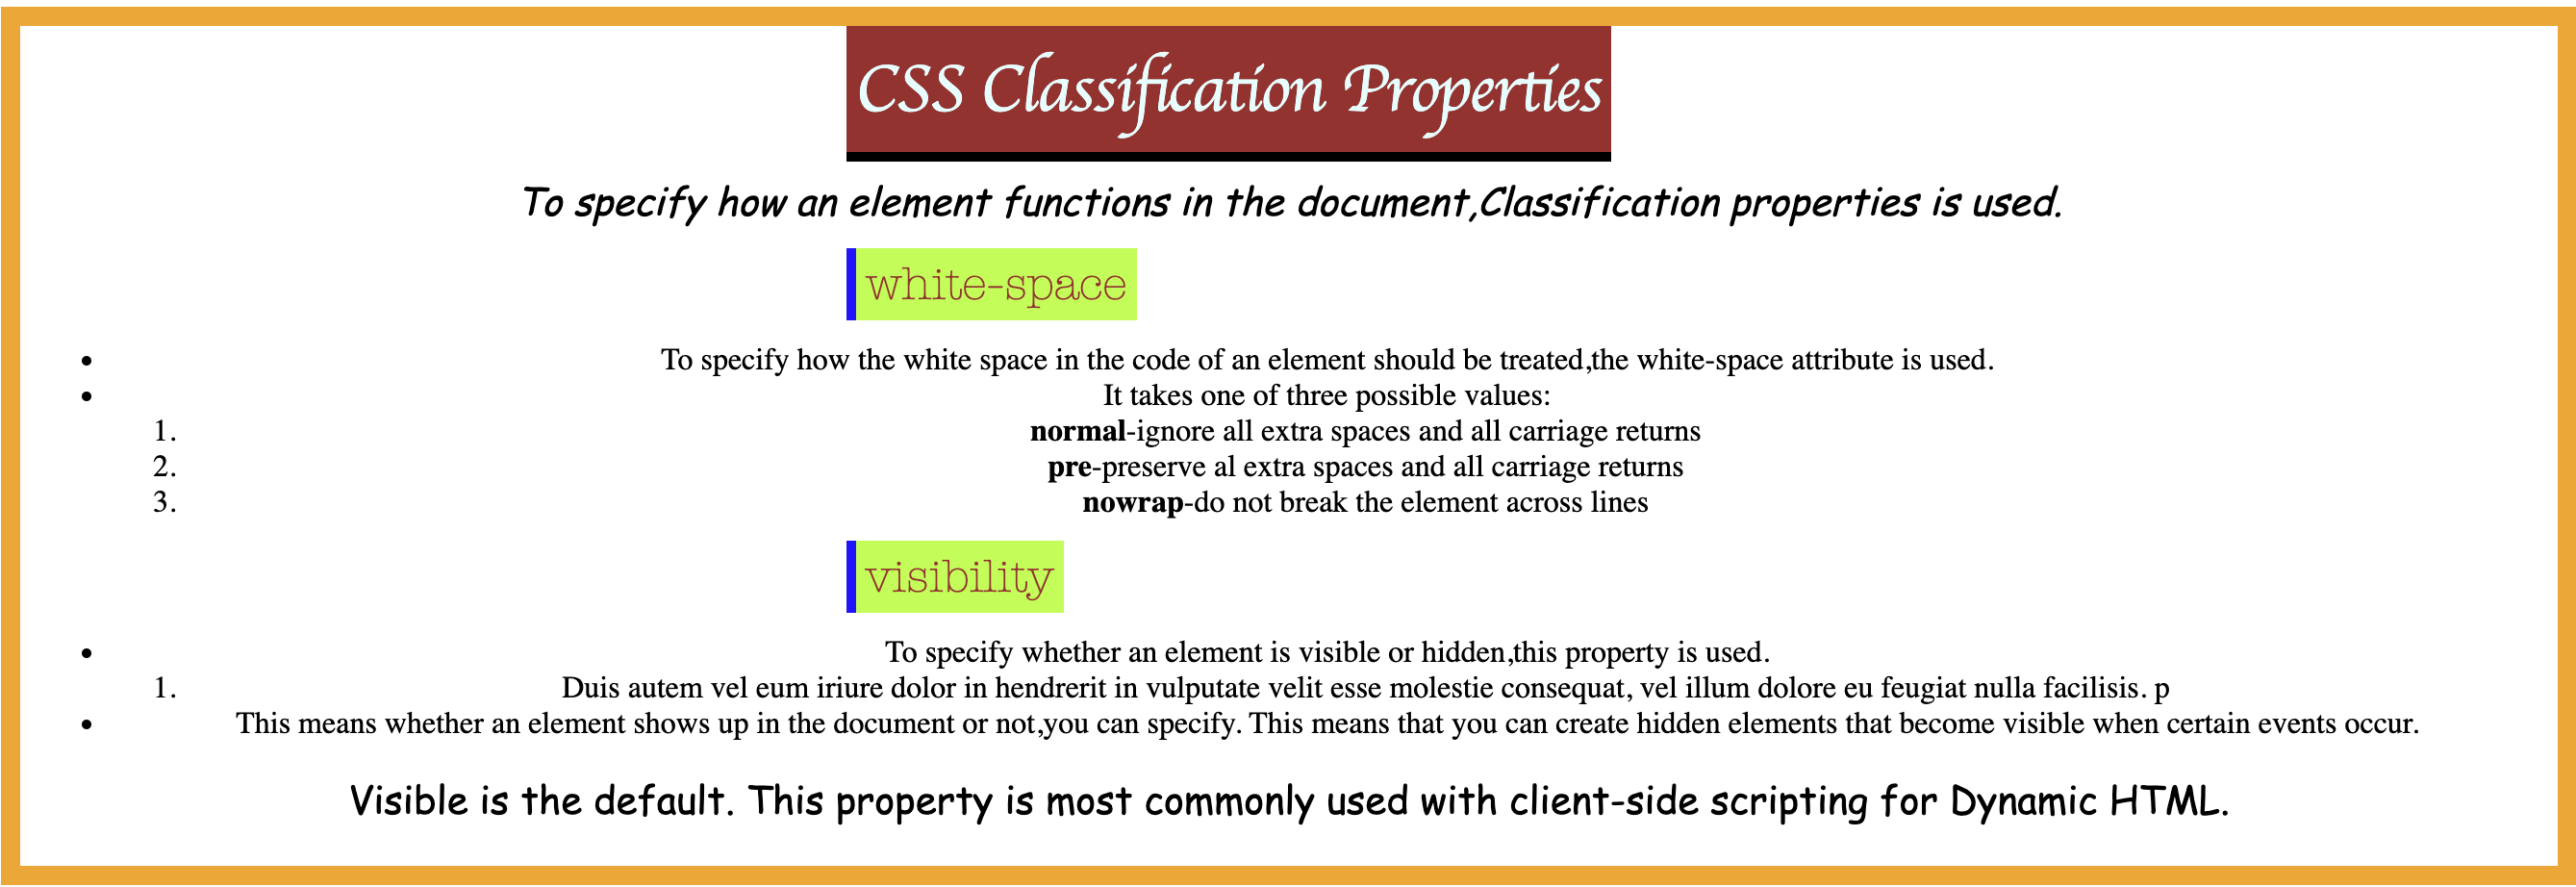 CSS Classification Properties
To specify how an element functions in the document,Classification properties is used.
white-space
• To specify how the white space in the code of an element should be treated,the white-space attribute is used.
• It takes one of three possible values:
1. normal-ignore all extra spaces and all carriage returns
2. pre-preserve al extra spaces and all carriage returns
3. nowrap-do not break the element across lines
visibility
• To specify whether an element is visible or hidden,this property is used.
1. Duis autem vel eum iriure dolor in hendrerit in vulputate velit esse molestie consequat, vel illum dolore eu feugiat nulla facilisis. p
• This means whether an element shows up in the document or not,you can specify. This means that you can create hidden elements that become visible when certain events occur.
Visible is the default. This property is most commonly used with client-side scripting for Dynamic HTML.